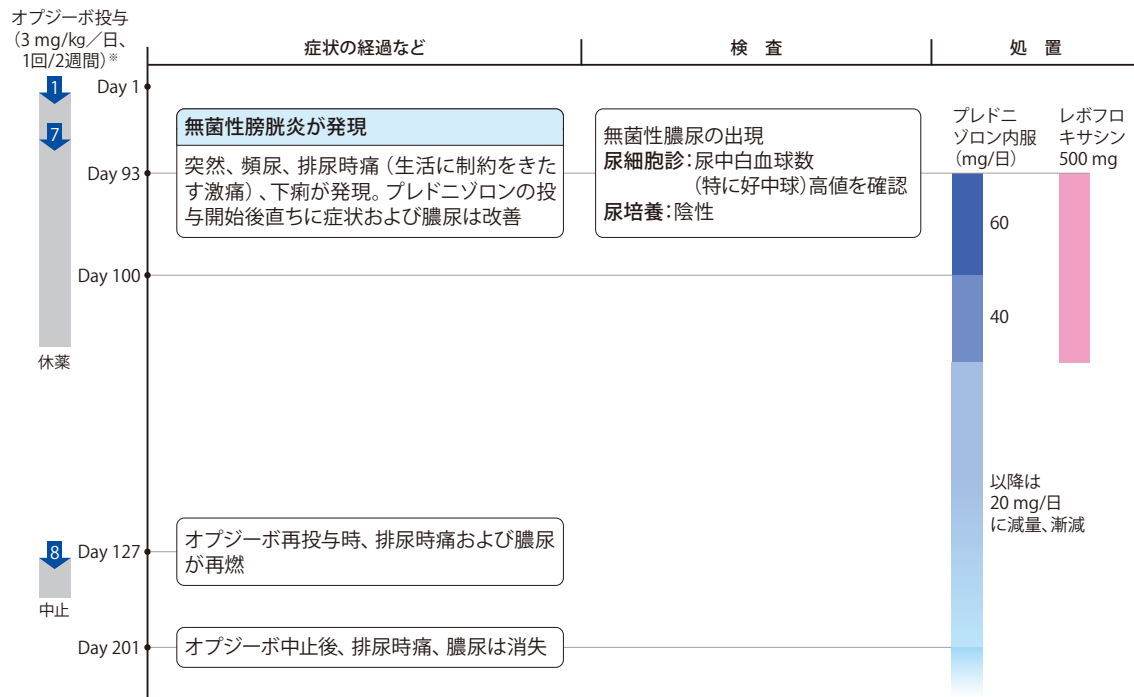 オプジーボ投与
（3 mg/kg／日、
1回/2週間）※
症状の経過など
検 査
処 置
1
Day 1
7
Day 93
無菌性膀胱炎が発現
突然、頻尿、排尿時痛（生活に制約をきた
す激痛）、下痢が発現。プレドニゾロンの投
与開始後直ちに症状および膿尿は改善
無菌性膿尿の出現
尿細胞診：尿中白血球数
（特に好中球）高値を確認
尿培養：陰性
プレドニ
ゾロン内服
（mg/日）
レボフロ
キサシン
500 mg
60
Day 100
40
休薬
以降は
20 mg/日
に減量、漸減
8
Day 127
オプジーボ再投与時、排尿時痛および膿尿
が再燃
中止
Day 201
オプジーボ中止後、排尿時痛、膿尿は消失